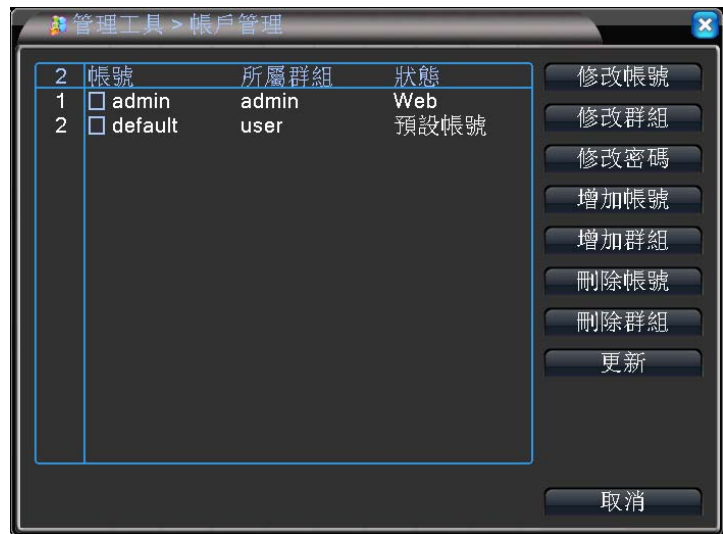 管理工具 > 帳戶管理
2 帳號 所屬群組 狀態
1 admin admin Web
2 default user 預設帳號
修改帳號
修改群組
修改密碼
增加帳號
增加群組
刪除帳號
刪除群組
更新
取消